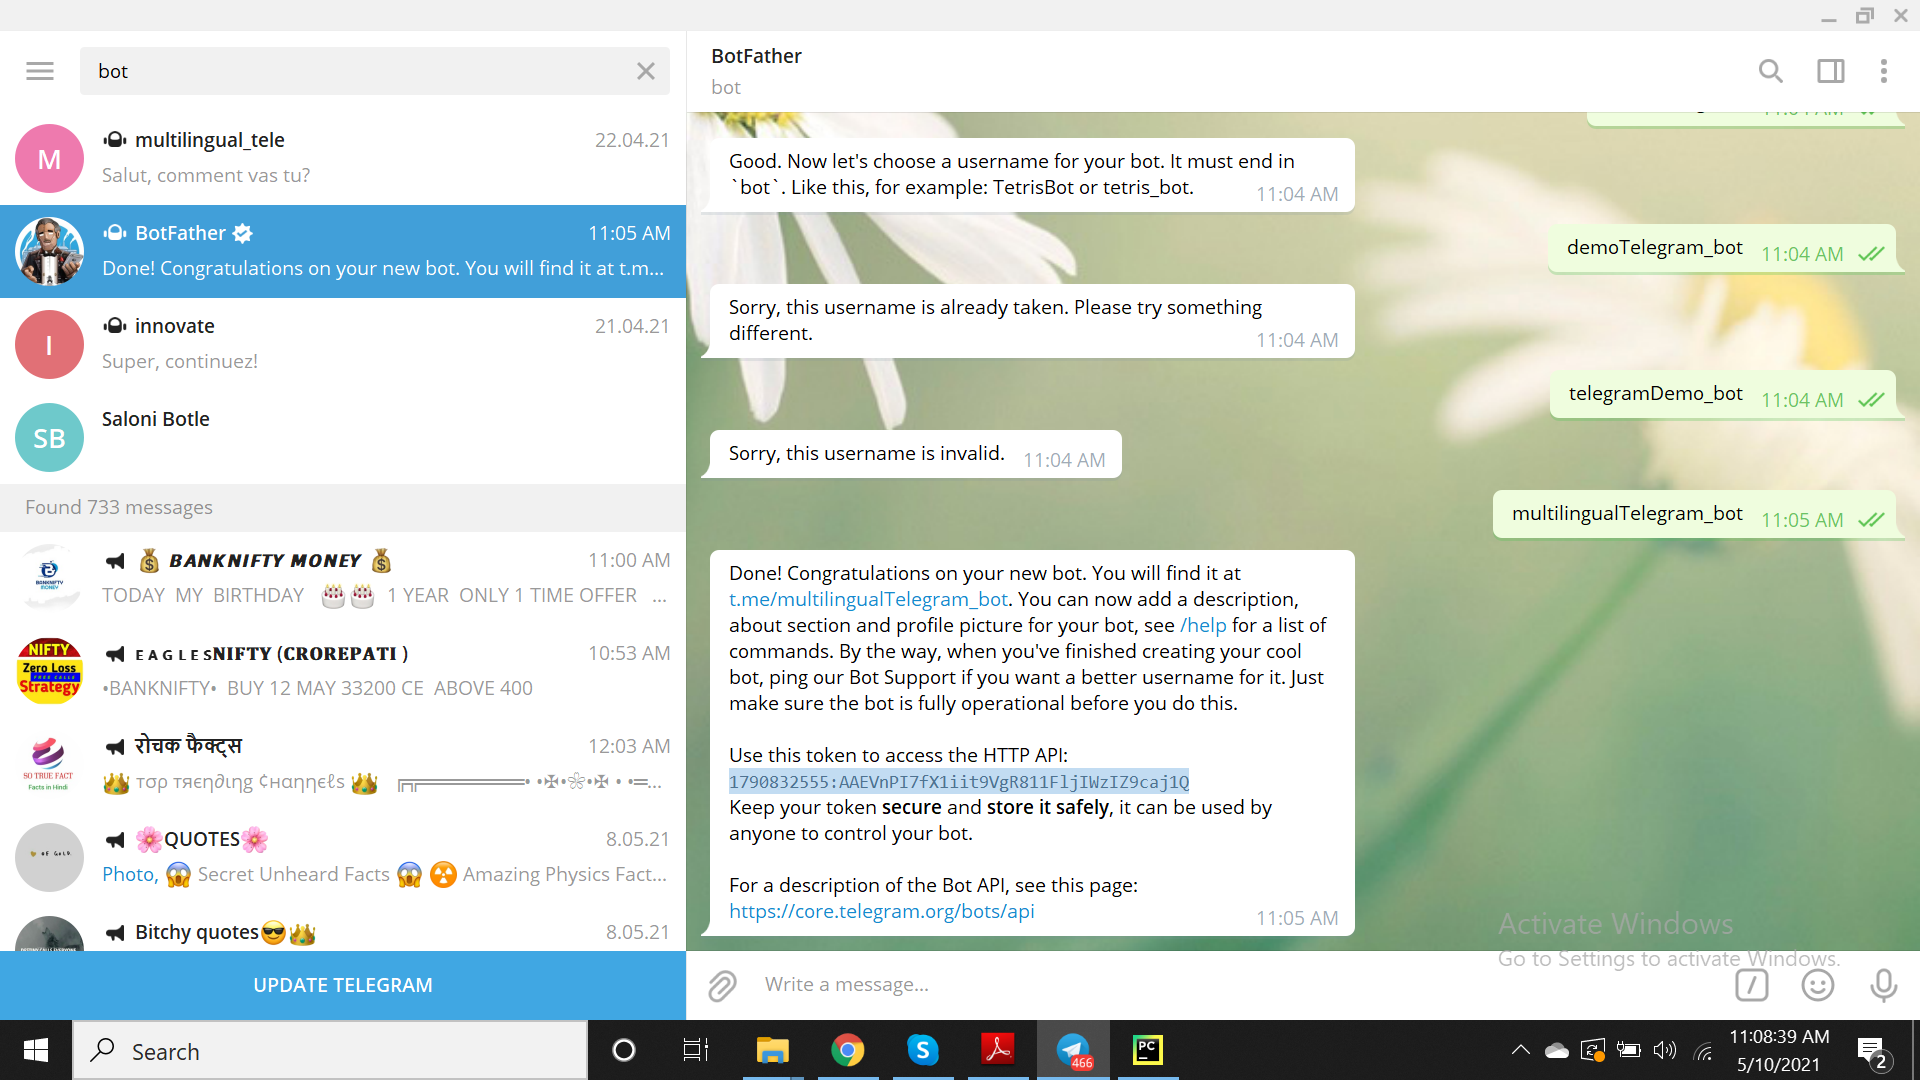 bot
multilingual_tele
22.04.21
Salut, comment vas tu?
BotFather
11:05 AM
Done! Congratulations on your new bot. You will find it at t.m...
innovate
21.04.21
Super, continuez!
Saloni Botle
Found 733 messages
💰 BANKNIFTY MONEY 💰
11:00 AM
TODAY MY BIRTHDAY 🎂🎂 1 YEAR ONLY 1 TIME OFFER ...
EAGLESNIFTY (CROREPATI )
10:53 AM
•BANKNIFTY• BUY 12 MAY 33200 CE ABOVE 400
रोचक फैक्ट्स
12:03 AM
🌸QUOTES🌸
8.05.21
Photo, 😱 Secret Unheard Facts 😱 ☢️ Amazing Physics Fact...
Bitchy quotes😎👑
8.05.21
M
I
SB
BANKNIFTY
MONEY
NIFTY
Zero Loss
Strategy
SO TRUE FACT
Facts in Hindi
UPDATE TELEGRAM
BotFather
bot
Good. Now let's choose a username for your bot. It must end in
`bot`. Like this, for example: TetrisBot or tetris_bot.
11:04 AM
demoTelegram_bot 11:04 AM
Sorry, this username is already taken. Please try something
different.
11:04 AM
telegramDemo_bot 11:04 AM
Sorry, this username is invalid. 11:04 AM
multilingualTelegram_bot 11:05 AM
Done! Congratulations on your new bot. You will find it at
t.me/multilingualTelegram_bot. You can now add a description,
about section and profile picture for your bot, see /help for a list of
commands. By the way, when you've finished creating your cool
bot, ping our Bot Support if you want a better username for it. Just
make sure the bot is fully operational before you do this.
Use this token to access the HTTP API:
1790832555:AAEVnPI7fX1iit9VgR811FljIWzIZ9caj1Q
Keep your token secure and store it safely, it can be used by
anyone to control your bot.
For a description of the Bot API, see this page:
https://core.telegram.org/bots/api
11:05 AM
Activate Windows
Go to Settings to activate Windows.
Write a message...
Search
466
PC
11:08:39 AM
5/10/2021
2